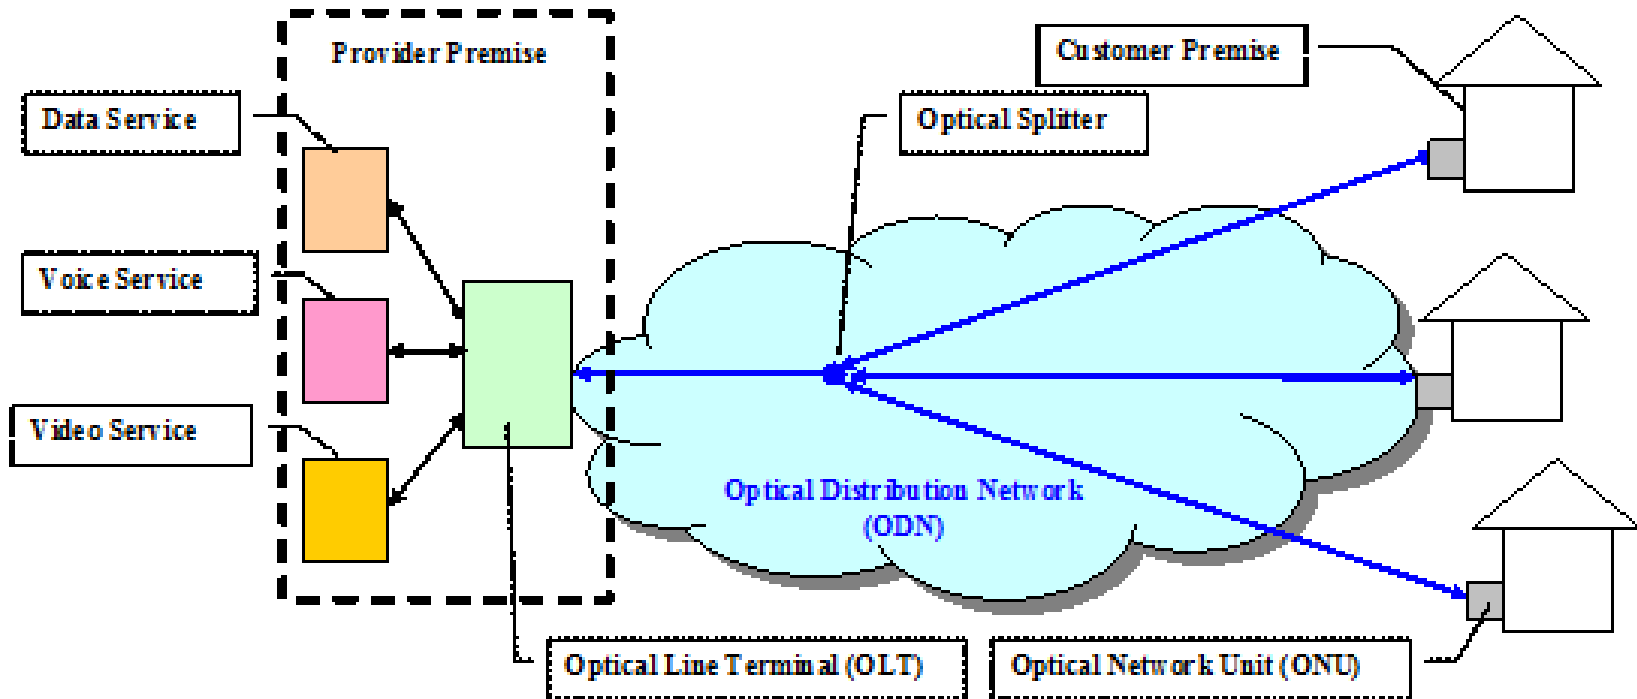 Provider Premise
Customer Premise
Data Service
Optical Splitter
Voice Service
Video Service
Optical Distribution Network
(ODN)
Optical Line Terminal (OLT)
Optical Network Unit (ONU)